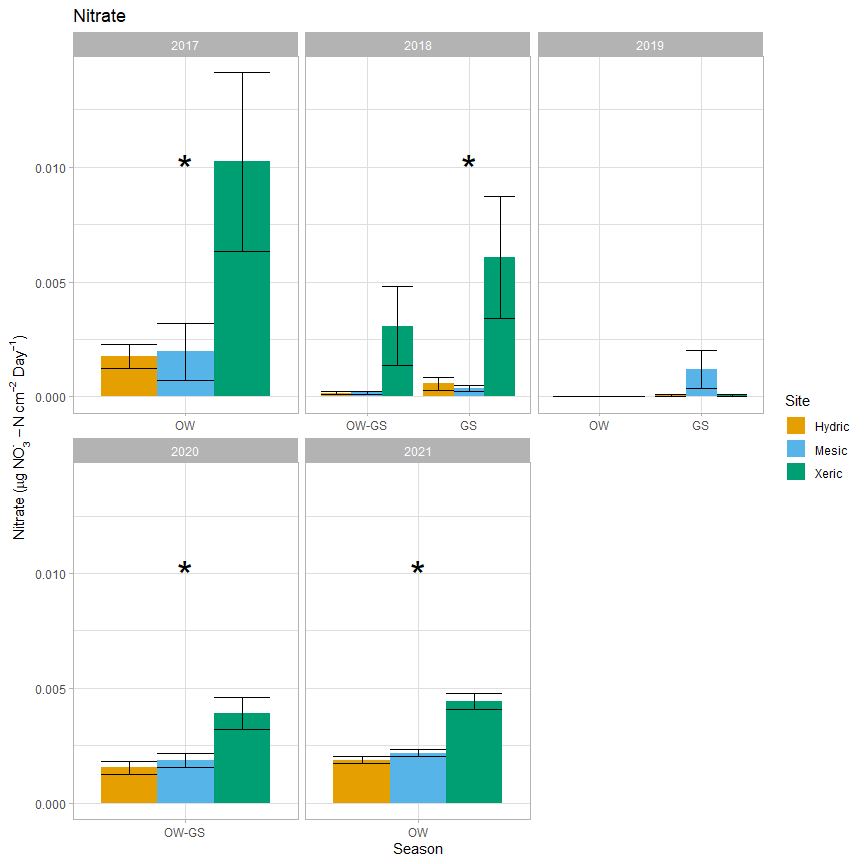 Nitrate
2017 2018 2019
*
*
0.010
0.005
0.000
OW OW-GS GS OW GS
2020 2021
*
*
0.010
0.005
0.000
OW-GS OW
Season
Nitrate (μg NO₃⁻ – N cm⁻² Day⁻¹)
Site
Hydric
Mesic
Xeric